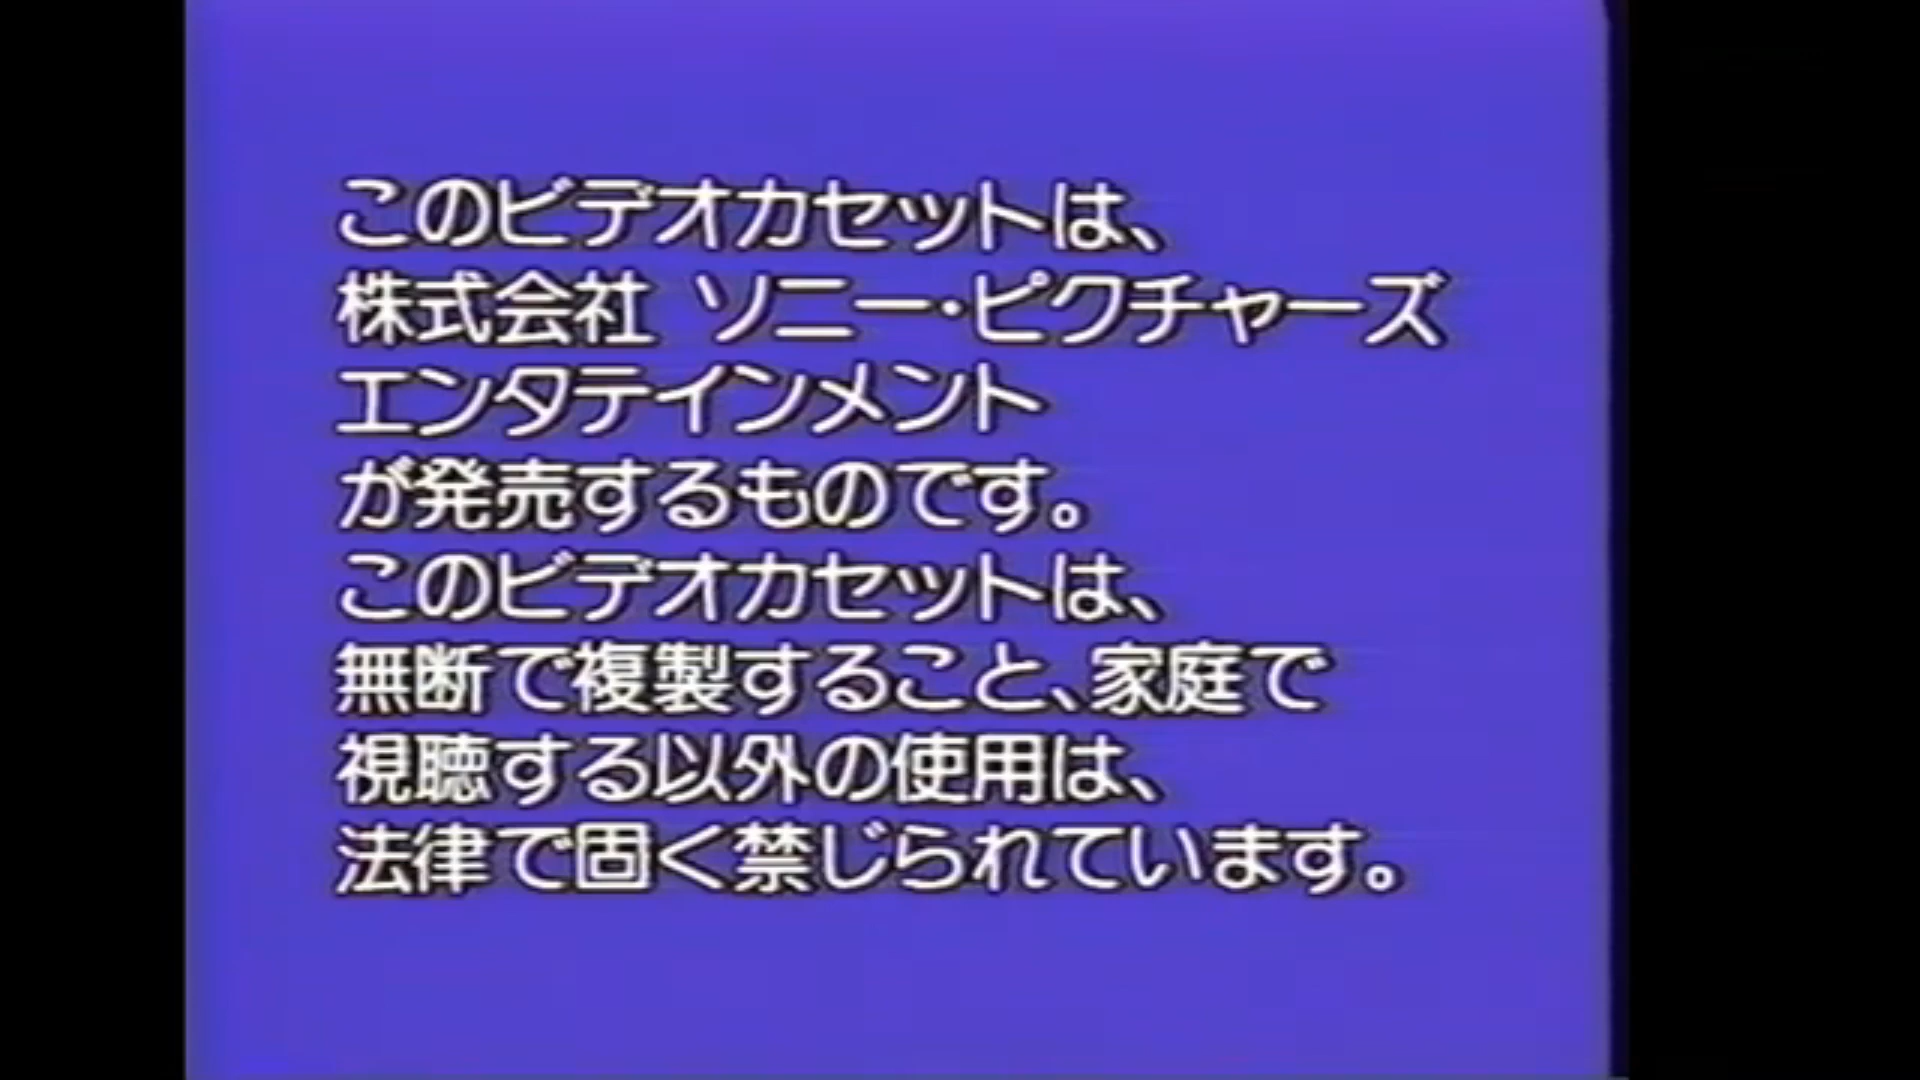 このビデオカセットは、
株式会社 ソニー・ピクチャーズ
エンタテインメント
が発売するものです。
このビデオカセットは、
無断で複製すること、家庭で
視聴する以外の使用は、
法律で固く禁じられています。